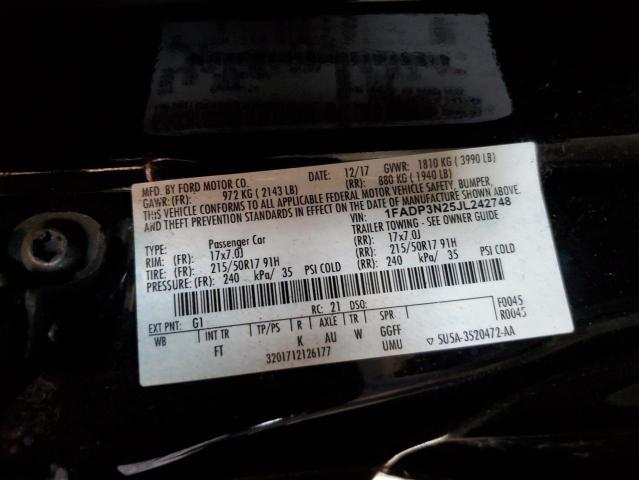 MFD. BY FORD MOTOR CO. DATE: 12/17 GVWR: 1810 KG ( 3990 LB)
GAWR: (FR): 972 KG ( 2143 LB) (RR): 880 KG ( 1940 LB)
THIS VEHICLE CONFORMS TO ALL APPLICABLE FEDERAL MOTOR VEHICLE SAFETY, BUMPER,
AND THEFT PREVENTION STANDARDS IN EFFECT ON THE DATE OF MANUFACTURE SHOWN ABOVE.
VIN: 1FADP3N25JL242748
TYPE: Passenger Car TRAILER TOWING - SEE OWNER GUIDE
RIM: (FR): 17x7.0J (RR): 17x7.0J
TIRE: (FR): 215/50R17 91H (RR): 215/50R17 91H
PRESSURE: (FR): 240 kPa/ 35 PSI COLD (RR): 240 kPa/ 35 PSI COLD
EXT PNT: G1 RC: 21 DSO: F0045
WB INT TR TP/PS R AXLE TR SPR R0045
FT K AU W GGFF
3201712126177 UMU ▽ 5U5A-3520472-AA